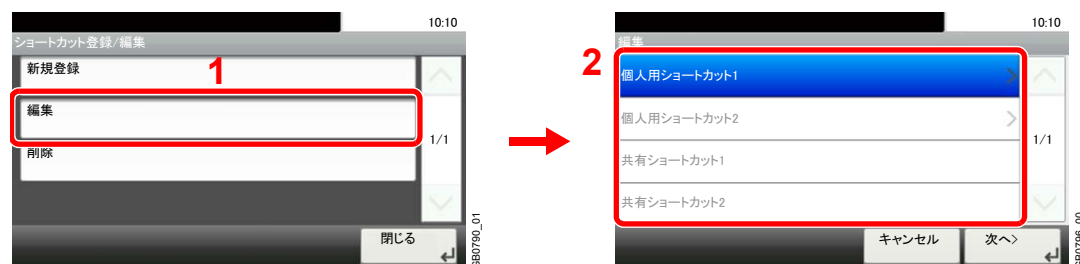 10:10
ショートカット登録/編集
新規登録
1
編集
1/1
削除
閉じる
GB0790_01
10:10
編集
2
個人用ショートカット1
個人用ショートカット2
1/1
共有ショートカット1
共有ショートカット2
キャンセル
次へ>